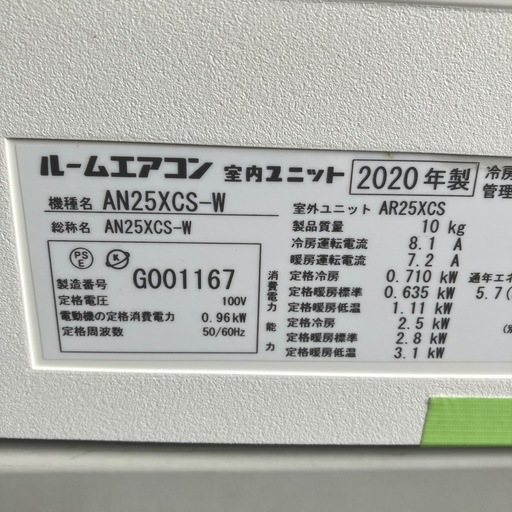 ルームエアコン 室内ユニット 2020年製 冷房
管理
機種名 AN25XCS-W
総称名 AN25XCS-W
PS
E
製造番号 G001167
定格電圧 100V
電動機の定格消費電力 0.96kW
定格周波数 50/60Hz
室外ユニット AR25XCS
製品質量 10 kg
冷房運転電流 8.1 A
暖房運転電流 7.2 A
消費電力
定格冷房 0.710 kW
定格暖房標準 0.635 kW
定格暖房低温 1.11 kW
能力
定格冷房 2.5 kW
定格暖房標準 2.8 kW
定格暖房低温 3.1 kW
通年エネ
5.7(